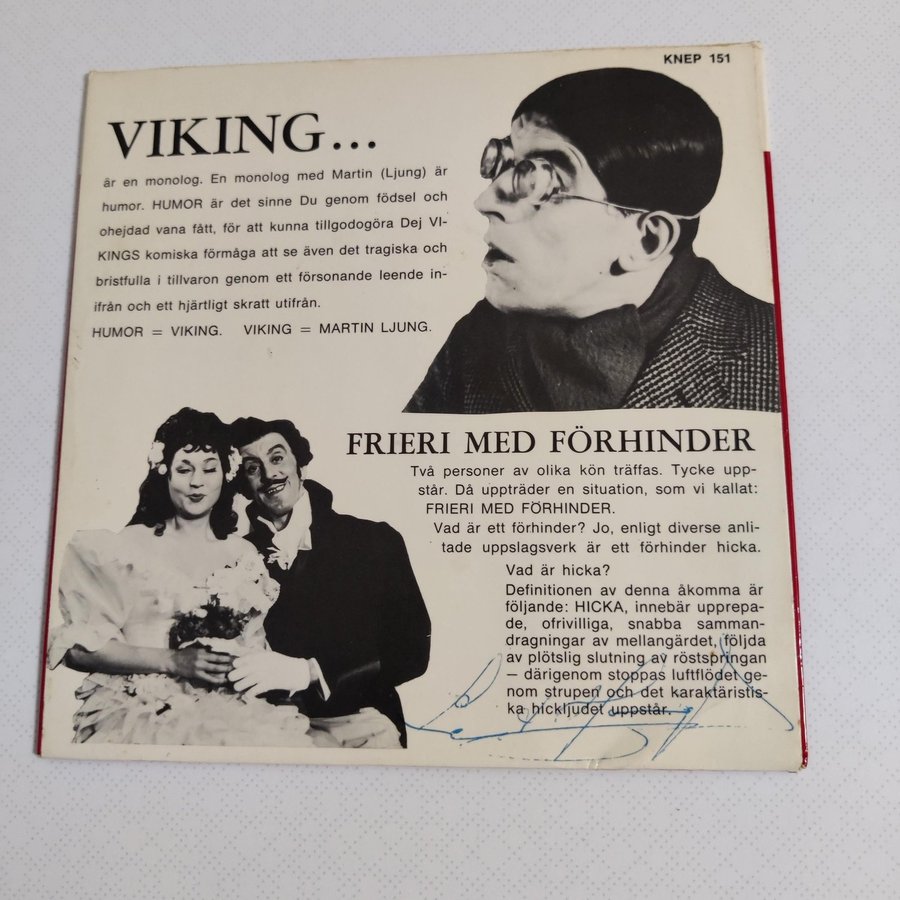 KNEP 151
VIKING...
är en monolog. En monolog med Martin (Ljung) är
humor. HUMOR är det sinne Du genom födsel och
ohejdad vana fått, för att kunna tillgodogöra Dej VI-
KINGS komiska förmåga att se även det tragiska och
bristfulla i tillvaron genom ett försonande leende in-
ifrån och ett hjärtligt skratt utifrån.
HUMOR = VIKING. VIKING = MARTIN LJUNG.
FRIERI MED FÖRHINDER
Två personer av olika kön träffas. Tycke upp-
står. Då uppträder en situation, som vi kallat:
FRIERI MED FÖRHINDER.
Vad är ett förhinder? Jo, enligt diverse anli-
tade uppslagsverk är ett förhinder hicka.
Vad är hicka?
Definitionen av denna åkomma är
följande: HICKA, innebär upprepa-
de, ofrivilliga, snabba samman-
dragningar av mellangärdet, följda
av plötslig slutning av röstspringan
— därigenom stoppas luftflödet ge-
nom strupen och det karaktäristis-
ka hickljudet uppstår.